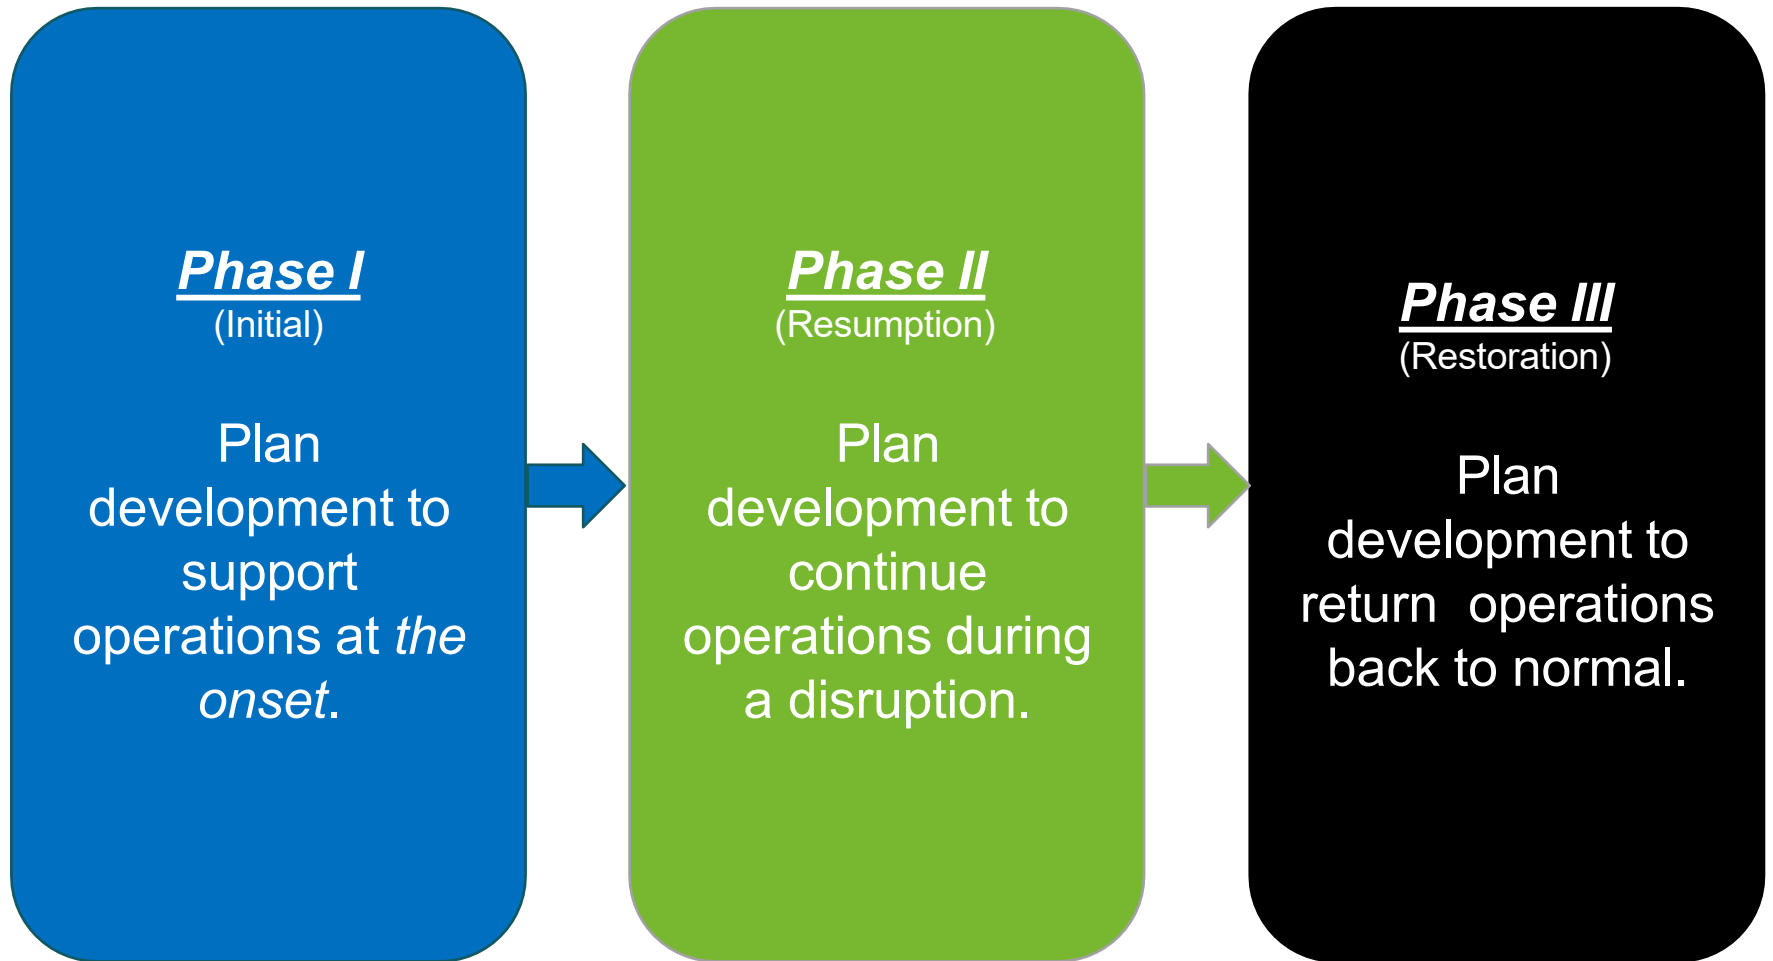 Phase I
(Initial)
Plan
development to
support
operations at the
onset.
Phase II
(Resumption)
Plan
development to
continue
operations during
a disruption.
Phase III
(Restoration)
Plan
development to
return  operations
back to normal.